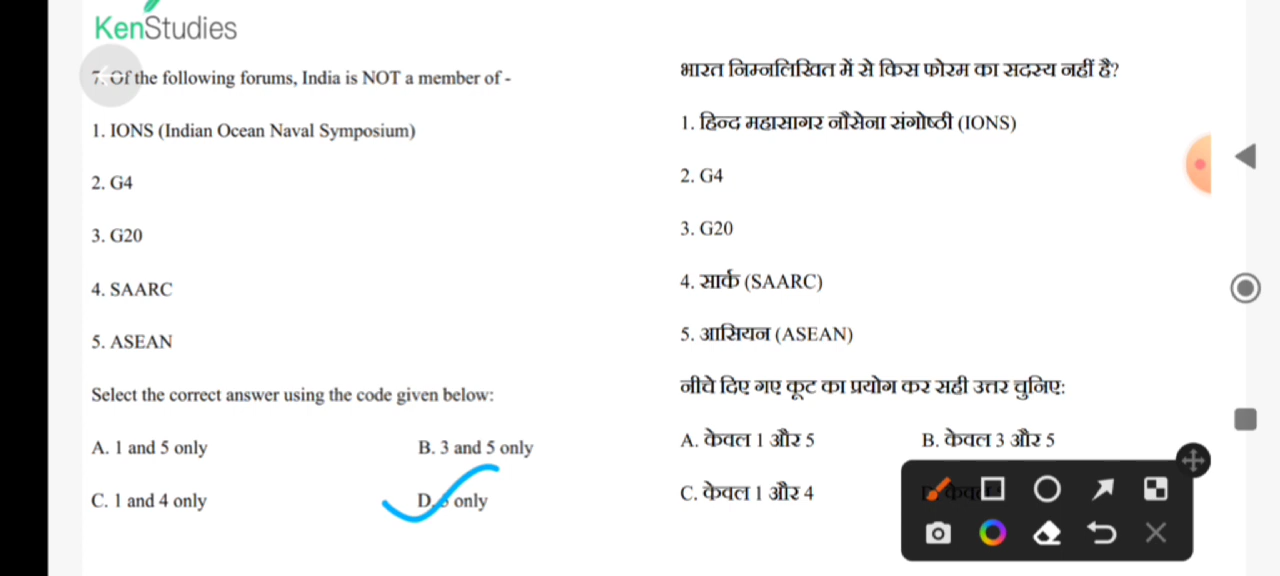 KenStudies
7. Of the following forums, India is NOT a member of -
1. IONS (Indian Ocean Naval Symposium)
2. G4
3. G20
4. SAARC
5. ASEAN
Select the correct answer using the code given below:
A. 1 and 5 only
B. 3 and 5 only
C. 1 and 4 only
D. 5 only
भारत निम्नलिखित में से किस फोरम का सदस्य नहीं है?
1. हिन्द महासागर नौसेना संगोष्ठी (IONS)
2. G4
3. G20
4. सार्क (SAARC)
5. आसियन (ASEAN)
नीचे दिए गए कूट का प्रयोग कर सही उत्तर चुनिए:
A. केवल 1 और 5
B. केवल 3 और 5
C. केवल 1 और 4